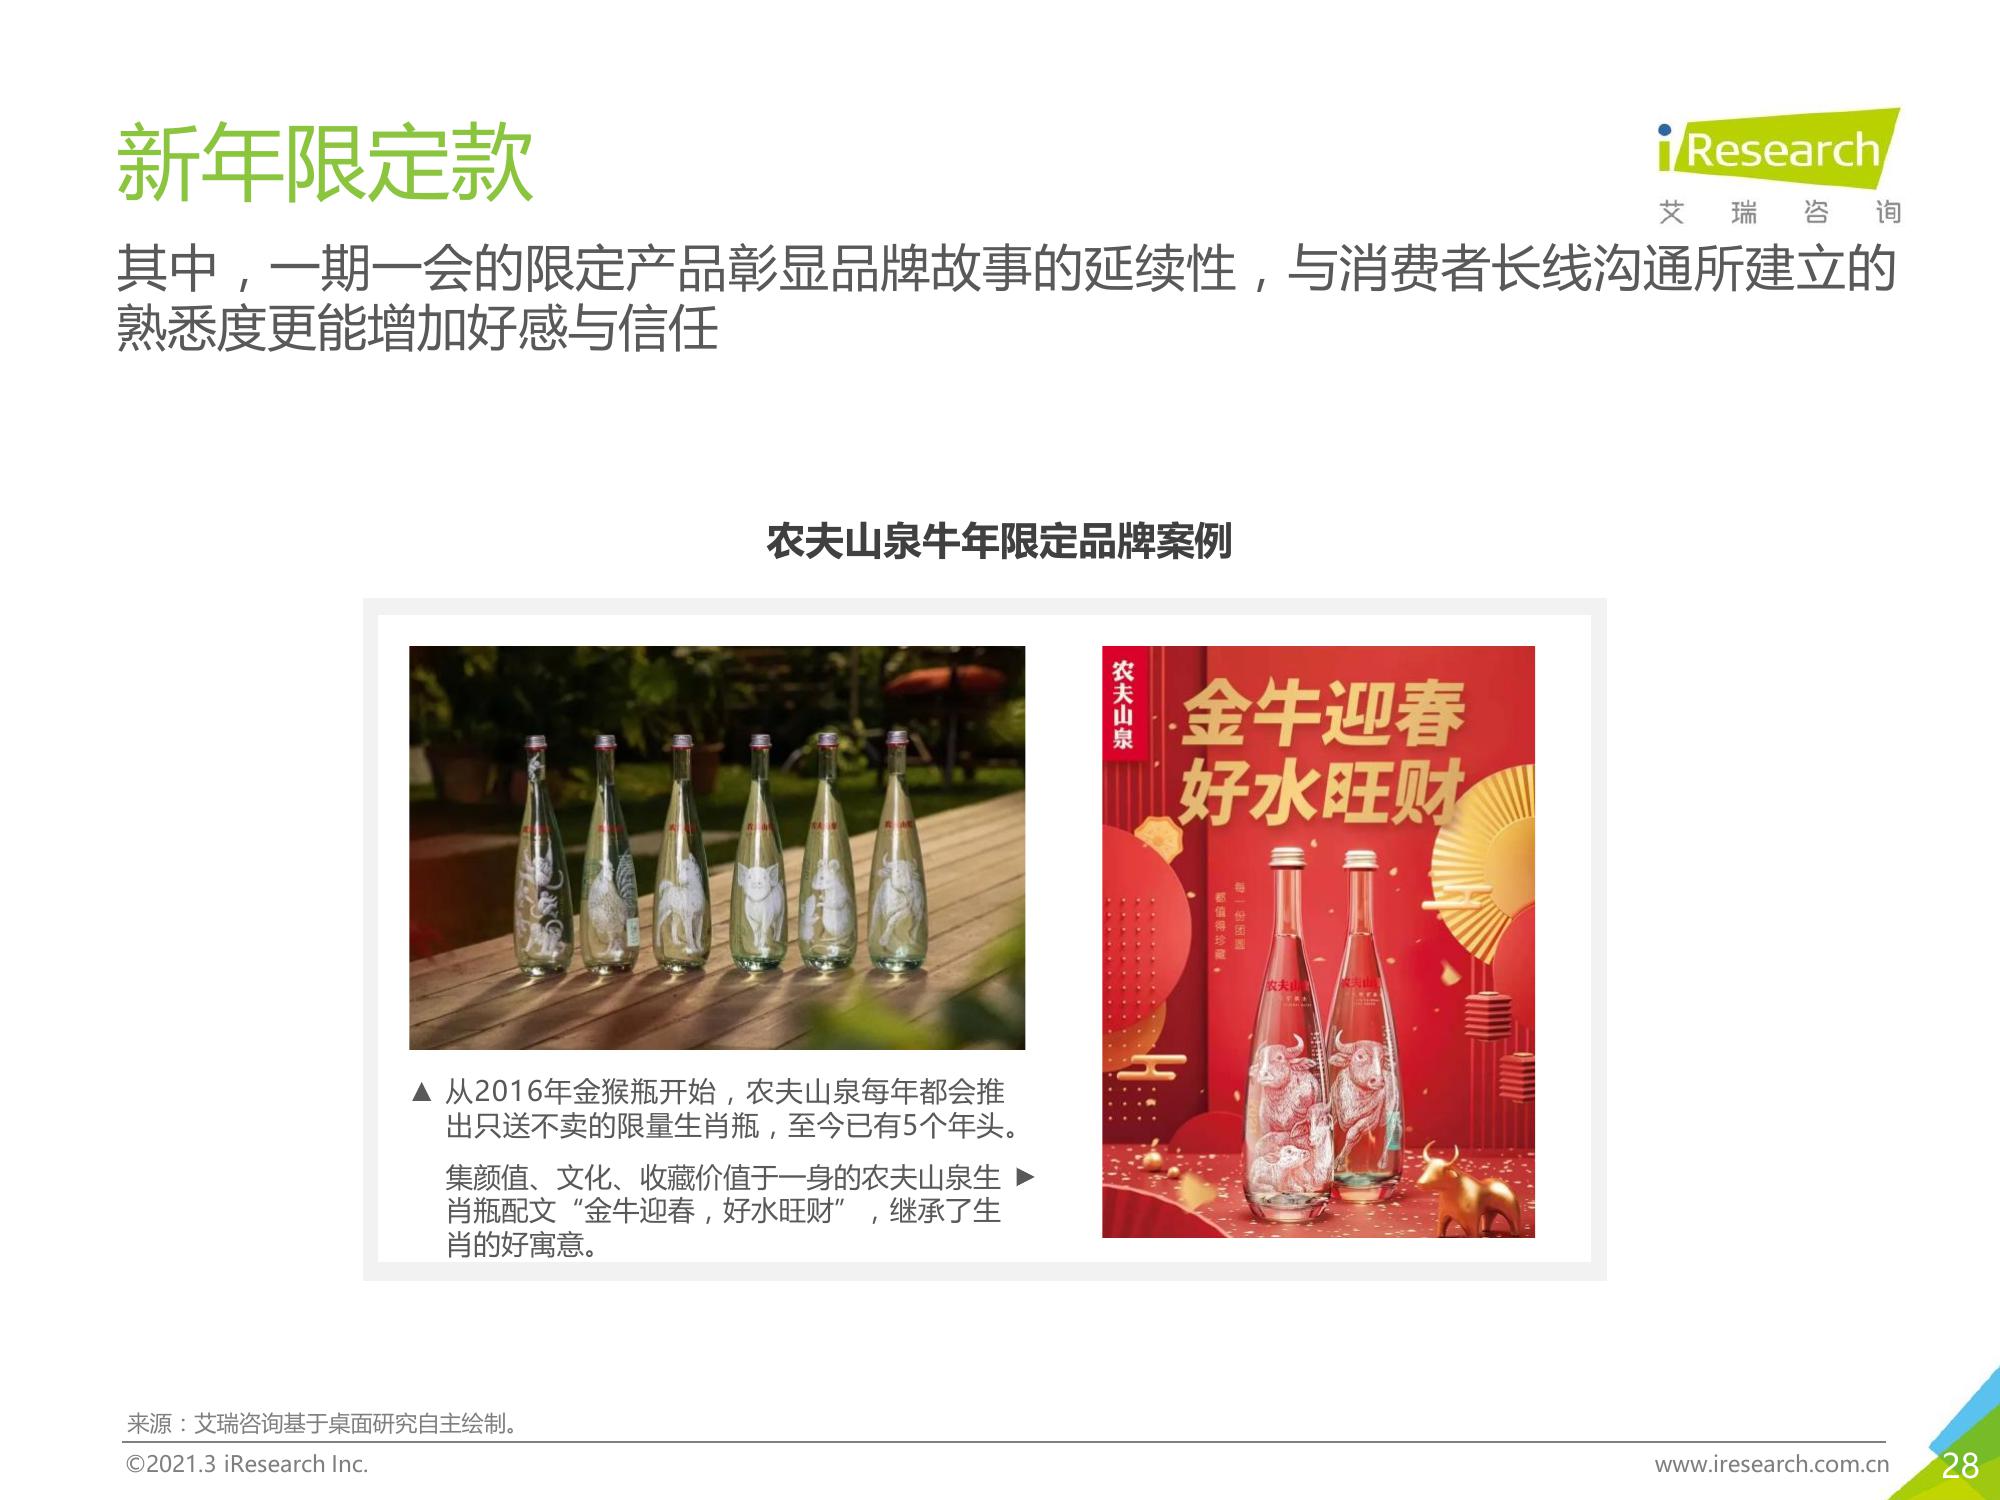 新年限定款
iResearch
艾瑞咨询
其中，一期一会的限定产品彰显品牌故事的延续性，与消费者长线沟通所建立的
熟悉度更能增加好感与信任
农夫山泉牛年限定品牌案例
农夫山泉
金牛迎春
好水旺财
每一份团圆
都值得珍藏
农夫山
农夫山
▲ 从2016年金猴瓶开始，农夫山泉每年都会推
出只送不卖的限量生肖瓶，至今已有5个年头。
集颜值、文化、收藏价值于一身的农夫山泉生 ►
肖瓶配文“金牛迎春，好水旺财”，继承了生
肖的好寓意。
来源：艾瑞咨询基于桌面研究自主绘制。
©2021.3 iResearch Inc.
www.iresearch.com.cn
28